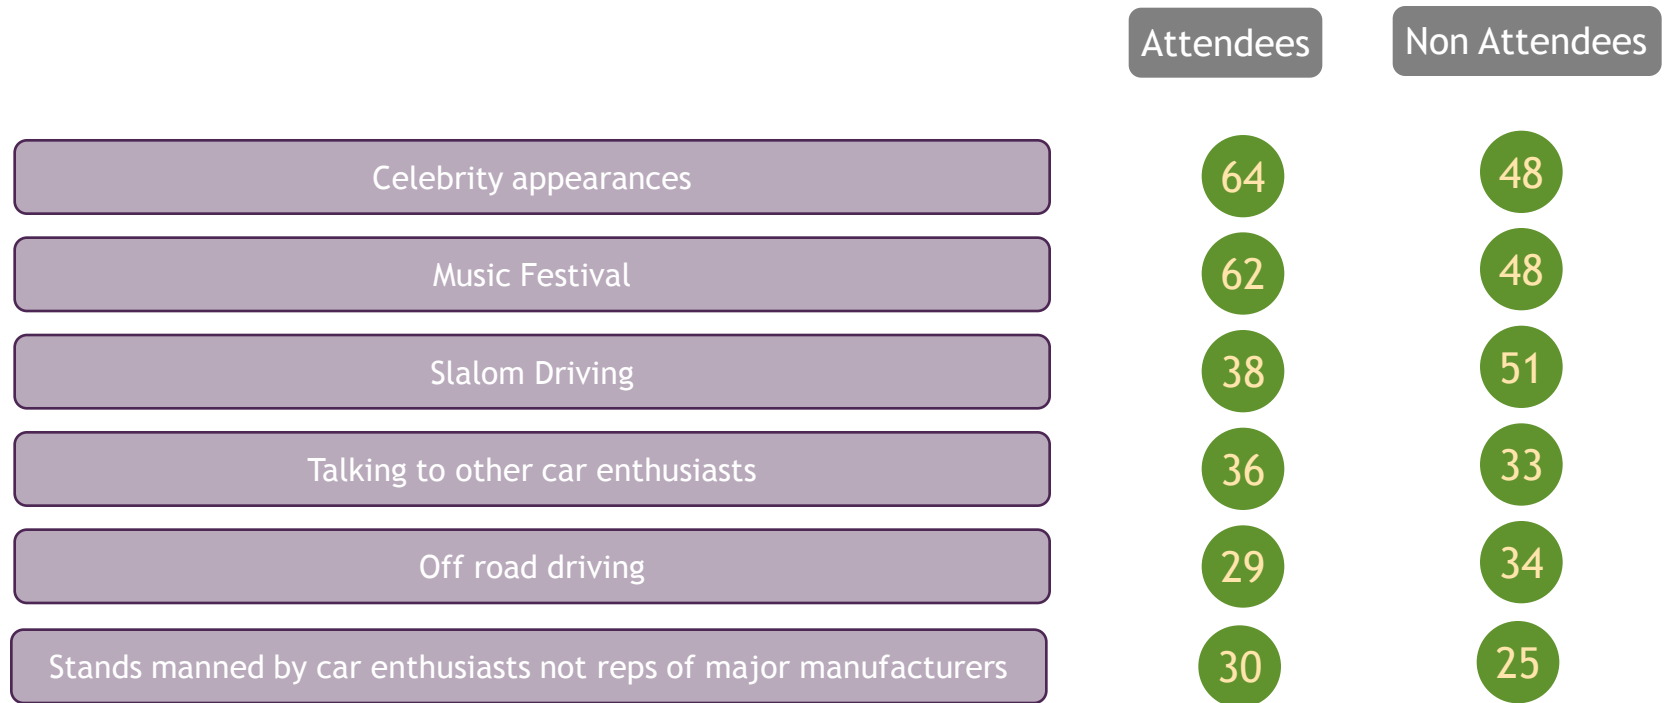 Attendees Non Attendees
Celebrity appearances 64 48
Music Festival 62 48
Slalom Driving 38 51
Talking to other car enthusiasts 36 33
Off road driving 29 34
Stands manned by car enthusiasts not reps of major manufacturers 30 25